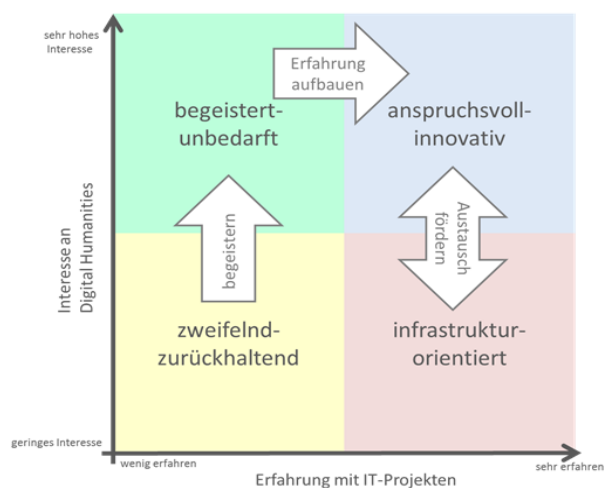 sehr hohes
Interesse
Erfahrung
aufbauen
begeistert-
unbedarft
anspruchsvoll-
innovativ
Interesse an
Digital Humanities
begeistern
Austausch
fördern
zweifelnd-
zurückhaltend
infrastruktur-
orientiert
geringes Interesse
wenig erfahren
sehr erfahren
Erfahrung mit IT-Projekten